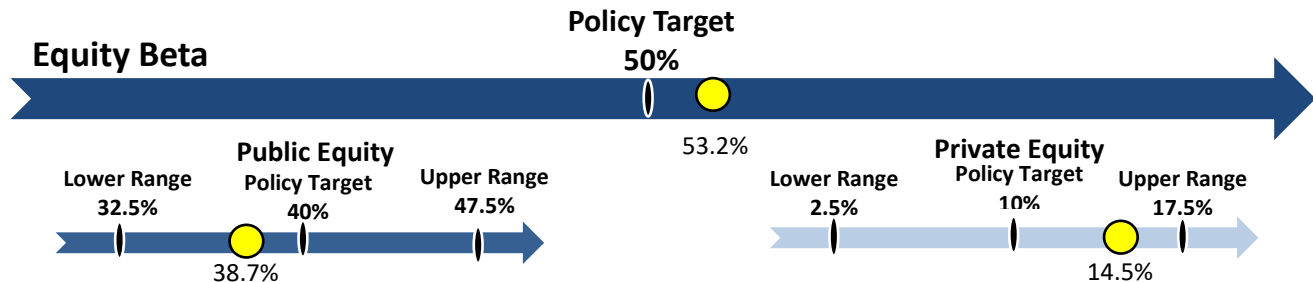 Policy Target
Equity Beta
50%
53.2%
Public Equity
Lower Range
Policy Target
Upper Range
32.5%
40%
47.5%
38.7%
Private Equity
Lower Range
Policy Target
Upper Range
2.5%
10%
17.5%
14.5%